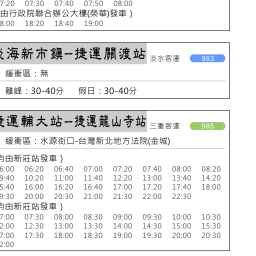 7:20 07:30 07:40 07:50 08:00
由行政院聯合辦公大樓(榮華)發車 )
8:00 18:20 18:40 19:00
淡海新市鎮--捷運關渡站 淡水客運 983
緩衝區：無
離峰：30-40分 假日：30-40分
捷運輔大站--捷運龍山寺站 三重客運 985
緩衝區：水源街口-台灣新北地方法院(金城)
均由新莊站發車 )
6:00 06:20 06:40 07:00 07:20 07:40 08:00 08:20
9:40 10:20 11:00 11:40 12:20 13:00 13:40 14:20
5:40 16:00 16:20 16:40 17:00 17:20 17:40 18:00
9:30 20:00 20:30 21:00 21:30 22:00 22:30
均由新莊站發車 )
7:00 07:30 08:00 08:30 09:00 09:30 10:00 10:30
2:00 12:30 13:00 13:30 14:00 14:30 15:00 15:30
7:00 17:30 18:00 18:30 19:00 19:30 20:00 20:30
2:00